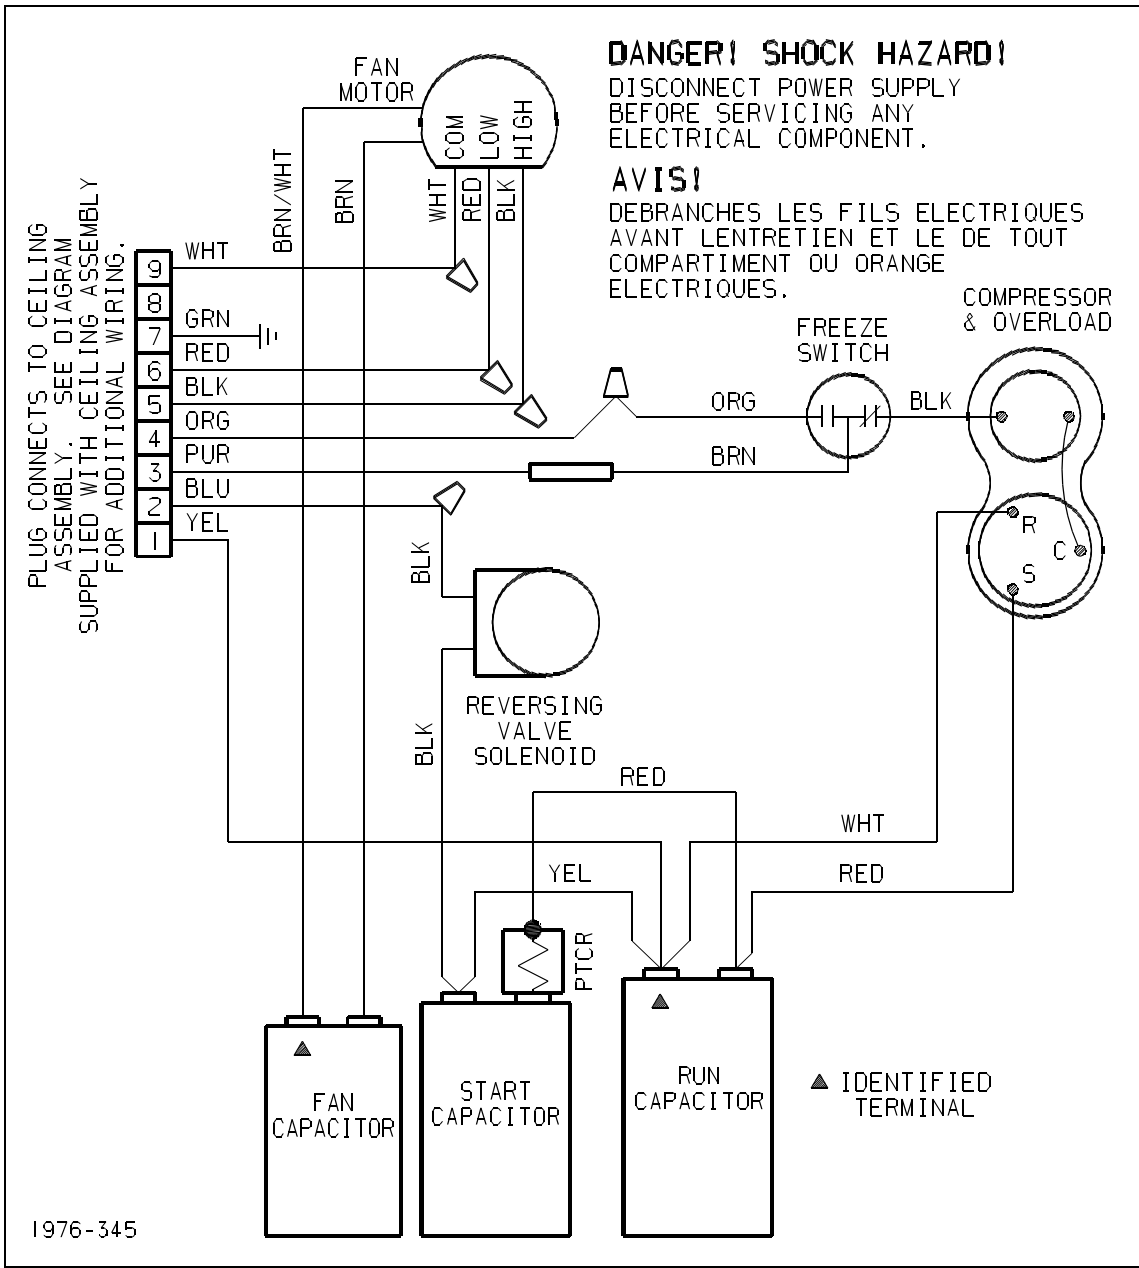 FAN
MOTOR
COM
LOW
HIGH
WHT
RED
BLK
BRN/WHT
BRN
DANGER! SHOCK HAZARD!
DISCONNECT POWER SUPPLY
BEFORE SERVICING ANY
ELECTRICAL COMPONENT.
AVIS!
DEBRANCHES LES FILS ELECTRIQUES
AVANT LENTRETIEN ET LE DE TOUT
COMPARTIMENT OU ORANGE
ELECTRIQUES.
PLUG CONNECTS TO CEILING
ASSEMBLY. SEE DIAGRAM
SUPPLIED WITH CEILING ASSEMBLY
FOR ADDITIONAL WIRING.
9 WHT
8
7 GRN
6 RED
5 BLK
4 ORG
3 PUR
2 BLU
1 YEL
FREEZE
SWITCH
COMPRESSOR
& OVERLOAD
ORG
BLK
BRN
R
C
S
BLK
REVERSING
VALVE
SOLENOID
BLK
RED
WHT
YEL
RED
PTCR
FAN
CAPACITOR
START
CAPACITOR
RUN
CAPACITOR
IDENTIFIED
TERMINAL
1976-345